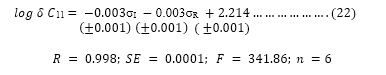 log δ C₁₁ = −0.003σI − 0.003σR + 2.214 ... ... ... ... ... ... . (22)
(±0.001) (±0.001) ( ±0.001)
R = 0.998; SE = 0.0001; F = 341.86; n = 6